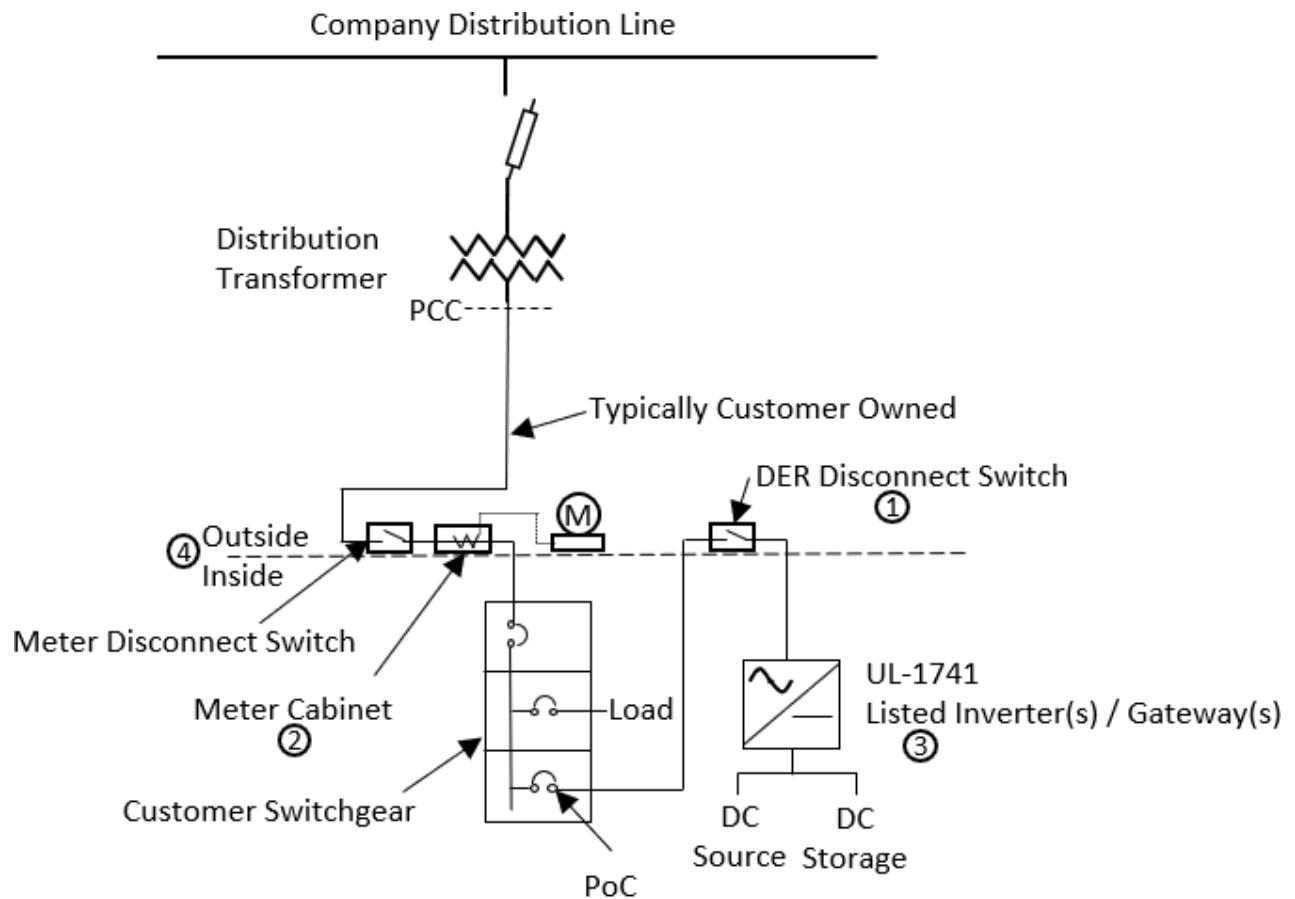 Company Distribution Line
Distribution
Transformer
PCC
Typically Customer Owned
DER Disconnect Switch
1
M
4 Outside
Inside
Meter Disconnect Switch
Meter Cabinet
2
Load
UL-1741
Listed Inverter(s) / Gateway(s)
3
Customer Switchgear
DC
Source
DC
Storage
PoC